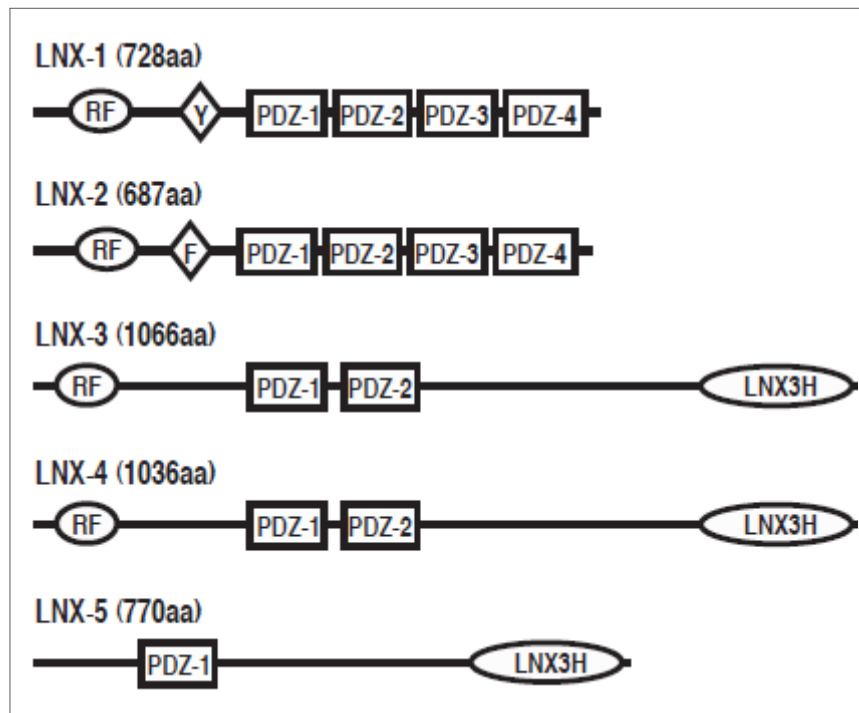 LNX-1 (728aa)
RF Y PDZ-1 PDZ-2 PDZ-3 PDZ-4
LNX-2 (687aa)
RF F PDZ-1 PDZ-2 PDZ-3 PDZ-4
LNX-3 (1066aa)
RF PDZ-1 PDZ-2 LNX3H
LNX-4 (1036aa)
RF PDZ-1 PDZ-2 LNX3H
LNX-5 (770aa)
PDZ-1 LNX3H